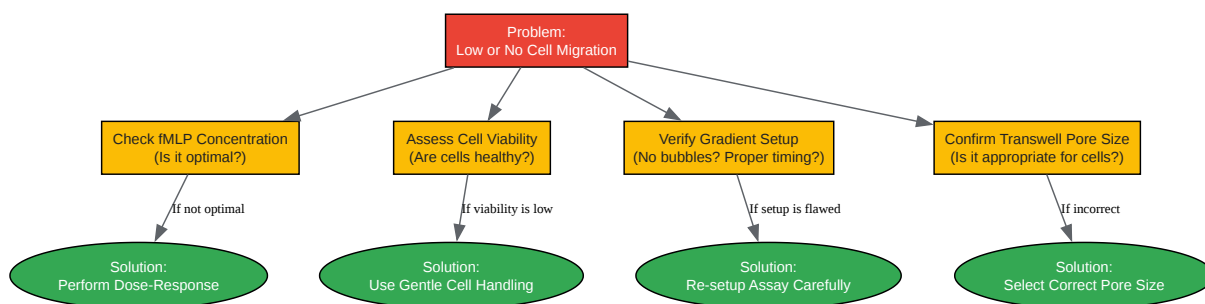 Problem:
Low or No Cell Migration
Check fMLP Concentration
(Is it optimal?)
Assess Cell Viability
(Are cells healthy?)
Verify Gradient Setup
(No bubbles? Proper timing?)
Confirm Transwell Pore Size
(Is it appropriate for cells?)
If not optimal
If viability is low
If setup is flawed
If incorrect
Solution:
Perform Dose-Response
Solution:
Use Gentle Cell Handling
Solution:
Re-setup Assay Carefully
Solution:
Select Correct Pore Size